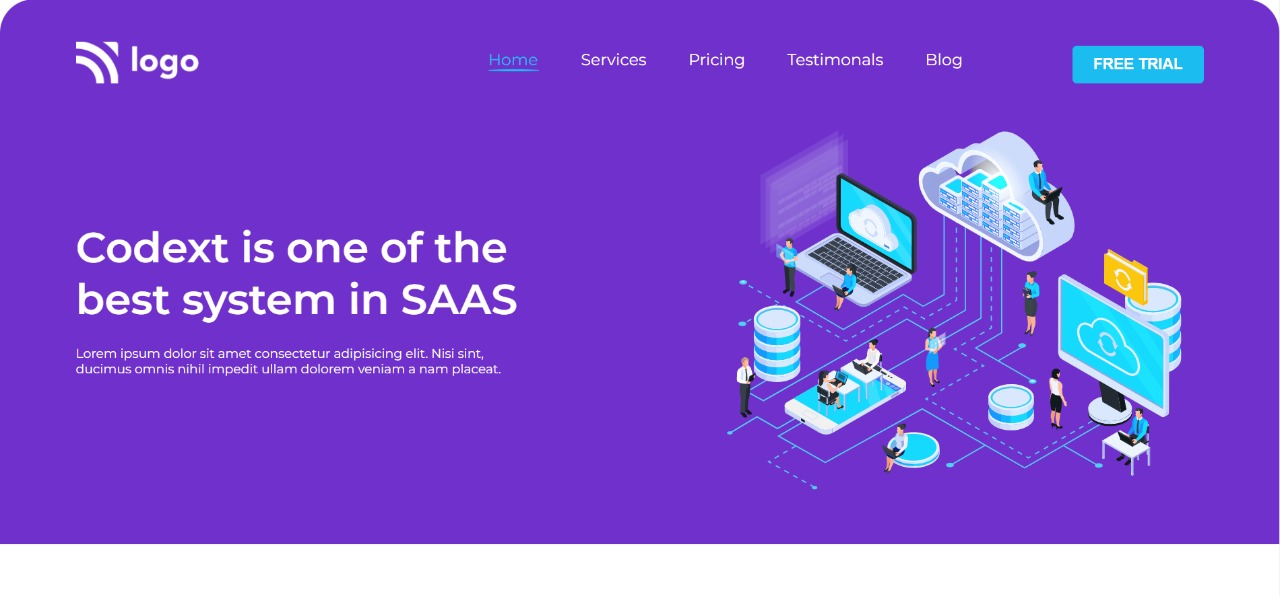 logo
Home Services Pricing Testimonals Blog
FREE TRIAL
Codext is one of the
best system in SAAS
Lorem ipsum dolor sit amet consectetur adipisicing elit. Nisi sint,
ducimus omnis nihil impedit ullam dolorem veniam a nam placeat.